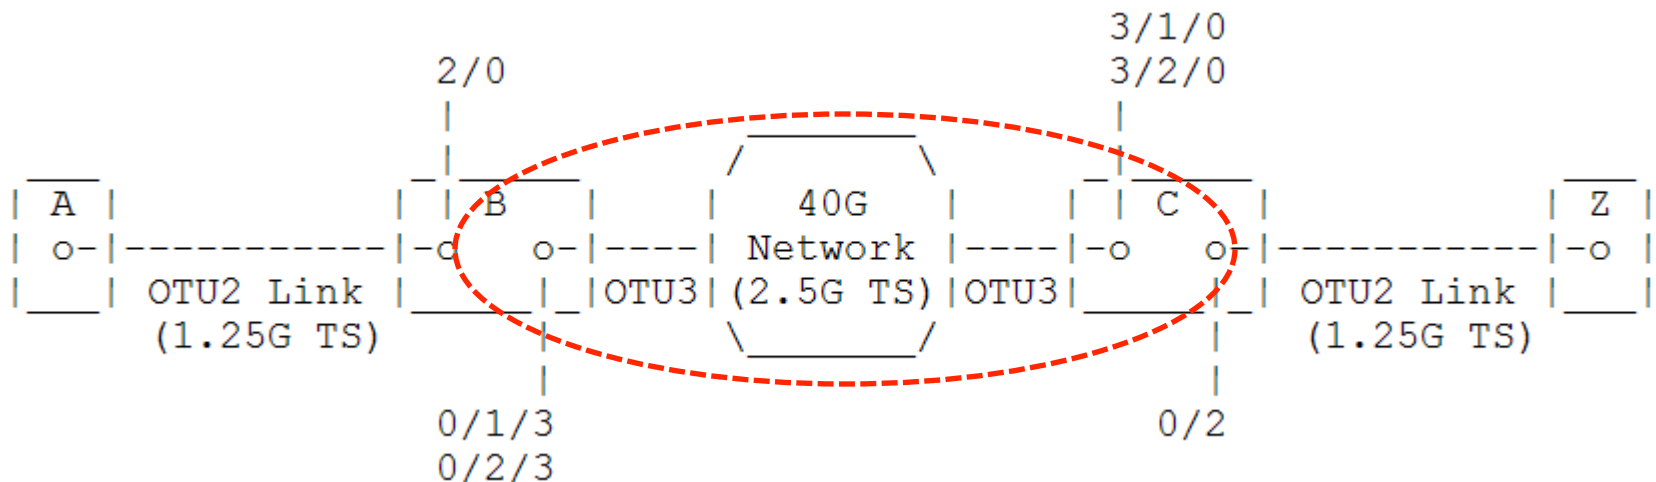 3/1/0
2/0 3/2/0
A B 40G C Z
o o o Network o o o
OTU2 Link OTU3 (2.5G TS) OTU3 OTU2 Link
(1.25G TS) (1.25G TS)
0/1/3 0/2
0/2/3